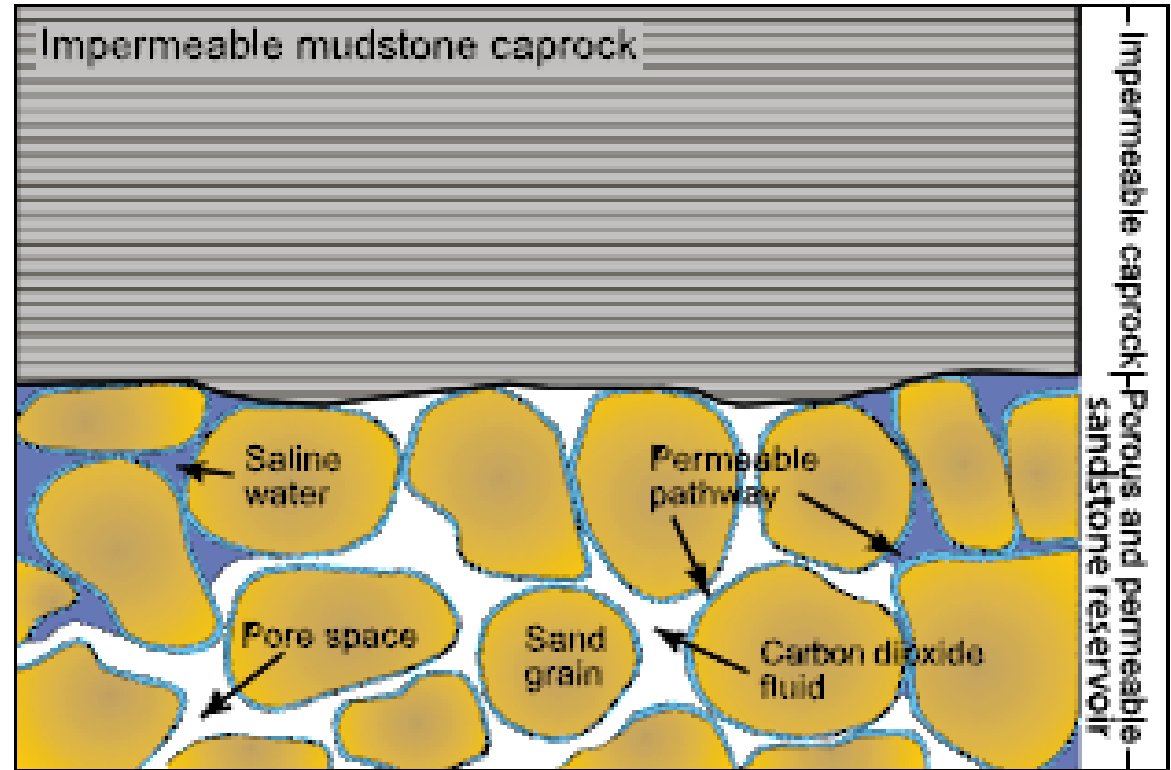 Impermeable mudstone caprock
Saline
water
Permeable
pathway
Pore space
Sand
grain
Carbon dioxide
fluid
Impermeable caprock
Porous and permeable
sandstone reservoir